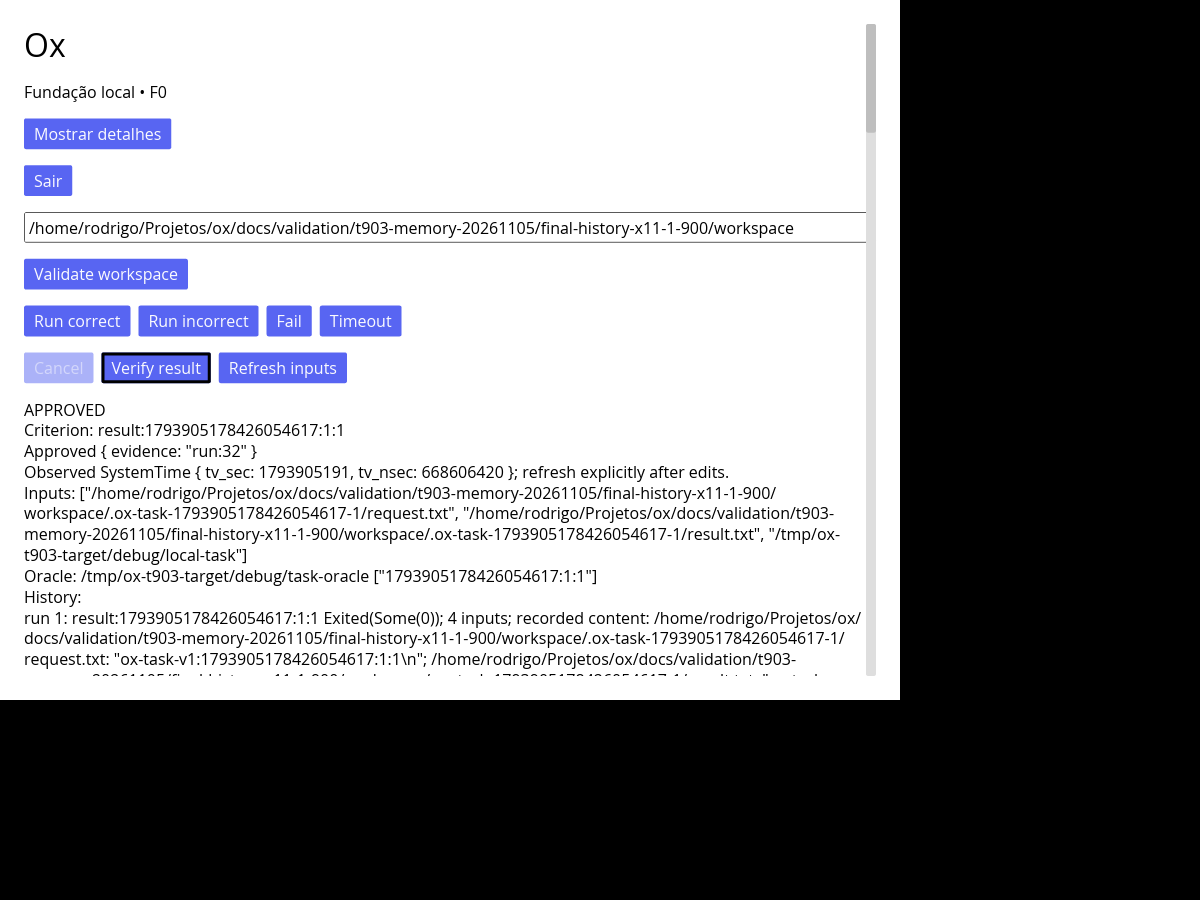 Ox
Fundação local • F0
Mostrar detalhes
Sair
/home/rodrigo/Projetos/ox/docs/validation/t903-memory-20261105/final-history-x11-1-900/workspace
Validate workspace
Run correct Run incorrect Fail Timeout
Cancel Verify result Refresh inputs
APPROVED
Criterion: result:1793905178426054617:1:1
Approved { evidence: "run:32" }
Observed SystemTime { tv_sec: 1793905191, tv_nsec: 668606420 }; refresh explicitly after edits.
Inputs: ["/home/rodrigo/Projetos/ox/docs/validation/t903-memory-20261105/final-history-x11-1-900/
workspace/.ox-task-1793905178426054617-1/request.txt", "/home/rodrigo/Projetos/ox/docs/validation/t903-
memory-20261105/final-history-x11-1-900/workspace/.ox-task-1793905178426054617-1/result.txt", "/tmp/ox-
t903-target/debug/local-task"]
Oracle: /tmp/ox-t903-target/debug/task-oracle ["1793905178426054617:1:1"]
History:
run 1: result:1793905178426054617:1:1 Exited(Some(0)); 4 inputs; recorded content: /home/rodrigo/Projetos/ox/
docs/validation/t903-memory-20261105/final-history-x11-1-900/workspace/.ox-task-1793905178426054617-1/
request.txt: "ox-task-v1:1793905178426054617:1:1\n"; /home/rodrigo/Projetos/ox/docs/validation/t903-